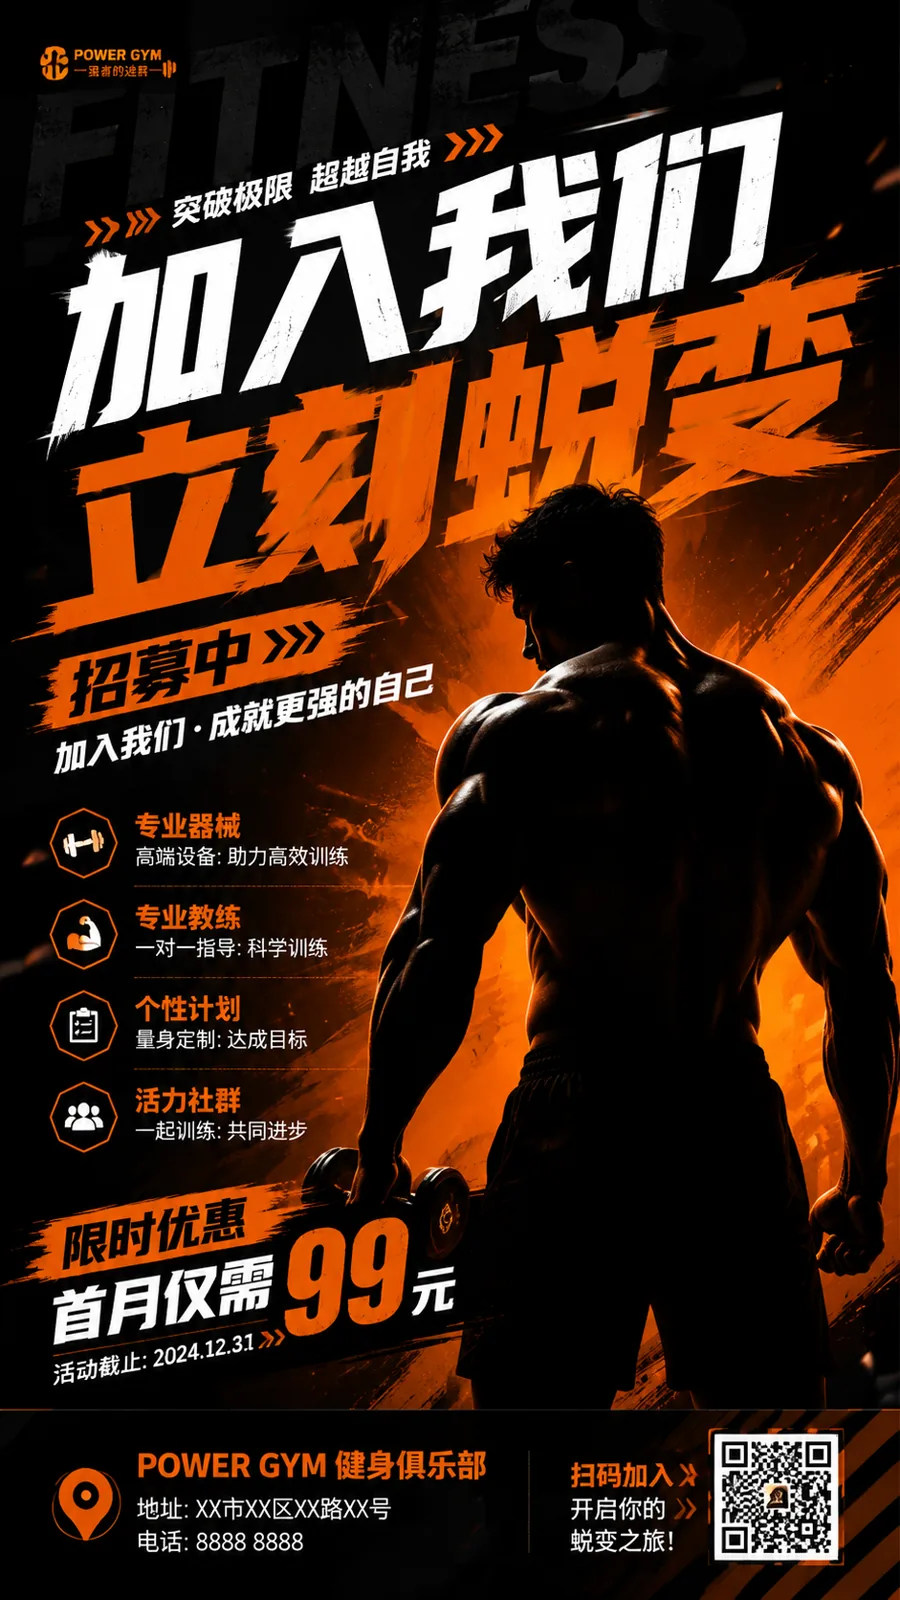 POWER GYM
FITNESS
突破极限 超越自我
加入我们
立刻蜕变
招募中
加入我们·成就更强的自己
专业器械
高端设备: 助力高效训练
专业教练
一对一指导: 科学训练
个性计划
量身定制: 达成目标
活力社群
一起训练: 共同进步
限时优惠
首月仅需99元
活动截止: 2024.12.31
POWER GYM 健身俱乐部
地址: XX市XX区XX路XX号
电话: 8888 8888
扫码加入
开启你的
蜕变之旅!